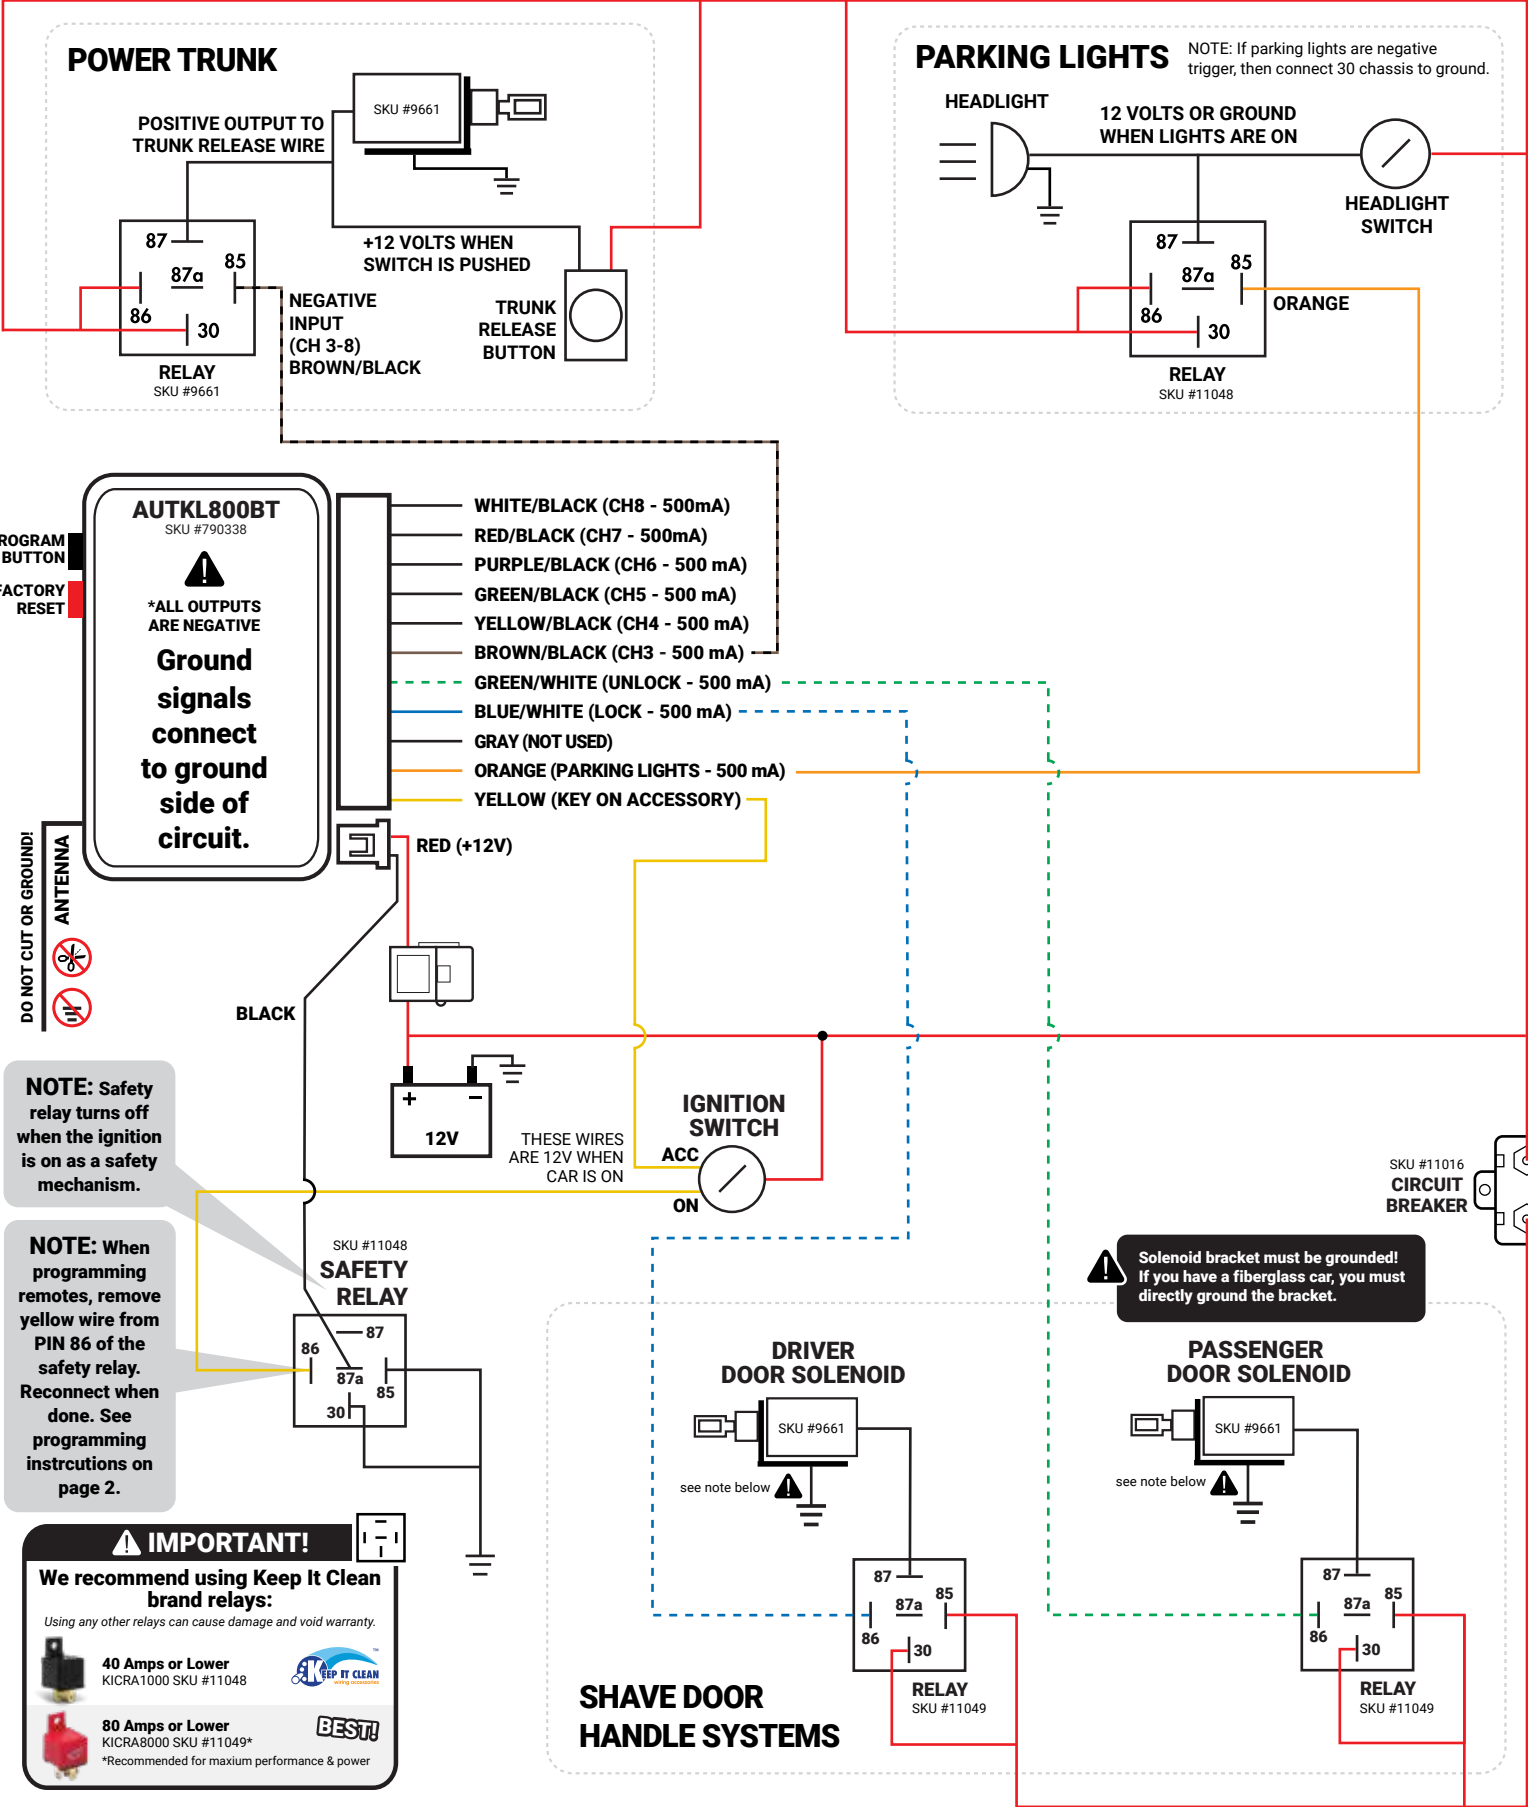 POWER TRUNK
SKU #9661
POSITIVE OUTPUT TO
TRUNK RELEASE WIRE
87
87a
85
86
30
RELAY
SKU #9661
+12 VOLTS WHEN
SWITCH IS PUSHED
NEGATIVE
INPUT
(CH 3-8)
BROWN/BLACK
TRUNK
RELEASE
BUTTON
PARKING LIGHTS
NOTE: If parking lights are negative
trigger, then connect 30 chassis to ground.
HEADLIGHT
12 VOLTS OR GROUND
WHEN LIGHTS ARE ON
HEADLIGHT
SWITCH
87
87a
85
86
30
ORANGE
RELAY
SKU #11048
AUTKL800BT
SKU #790338
*ALL OUTPUTS
ARE NEGATIVE
Ground
signals
connect
to ground
side of
circuit.
ROGRAM
BUTTON
FACTORY
RESET
WHITE/BLACK (CH8 - 500mA)
RED/BLACK (CH7 - 500mA)
PURPLE/BLACK (CH6 - 500 mA)
GREEN/BLACK (CH5 - 500 mA)
YELLOW/BLACK (CH4 - 500 mA)
BROWN/BLACK (CH3 - 500 mA)
GREEN/WHITE (UNLOCK - 500 mA)
BLUE/WHITE (LOCK - 500 mA)
GRAY (NOT USED)
ORANGE (PARKING LIGHTS - 500 mA)
YELLOW (KEY ON ACCESSORY)
RED (+12V)
DO NOT CUT OR GROUND!
ANTENNA
BLACK
+ −
12V
THESE WIRES
ARE 12V WHEN
CAR IS ON
IGNITION
SWITCH
ACC
ON
SKU #11016
CIRCUIT
BREAKER
NOTE: Safety
relay turns off
when the ignition
is on as a safety
mechanism.
NOTE: When
programming
remotes, remove
yellow wire from
PIN 86 of the
safety relay.
Reconnect when
done. See
programming
instrcutions on
page 2.
SKU #11048
SAFETY
RELAY
87
86
87a
85
30
Solenoid bracket must be grounded!
If you have a fiberglass car, you must
directly ground the bracket.
DRIVER
DOOR SOLENOID
SKU #9661
see note below
87
87a
85
86
30
RELAY
SKU #11049
PASSENGER
DOOR SOLENOID
SKU #9661
see note below
87
87a
85
86
30
RELAY
SKU #11049
SHAVE DOOR
HANDLE SYSTEMS
IMPORTANT!
We recommend using Keep It Clean
brand relays:
Using any other relays can cause damage and void warranty.
40 Amps or Lower
KICRA1000 SKU #11048
KEEP IT CLEAN
wiring accessories
™
80 Amps or Lower
KICRA8000 SKU #11049*
*Recommended for maxium performance & power
BEST!